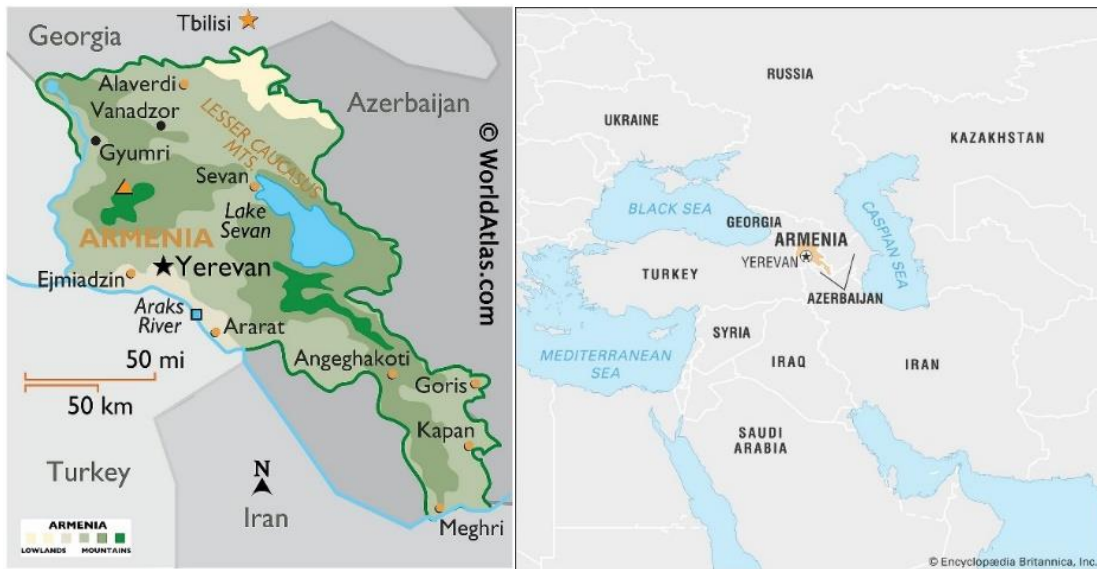 Tbilisi
Georgia
Alaverdi
Azerbaijan
Vanadzor
Gyumri
LESSER CAUCASUS
MTS.
Sevan
Lake
Sevan
ARMENIA
Yerevan
Ejmiadzin
Araks
River
Ararat
50 mi
50 km
Angeghakoti
Goris
Kapan
Turkey
N
Iran
Meghri
ARMENIA
LOWLANDS
MOUNTAINS
© WorldAtlas.com
RUSSIA
UKRAINE
KAZAKHSTAN
BLACK SEA
GEORGIA
CASPIAN SEA
ARMENIA
YEREVAN
TURKEY
AZERBAIJAN
SYRIA
MEDITERRANEAN
SEA
IRAQ
IRAN
SAUDI
ARABIA
© Encyclopædia Britannica, Inc.